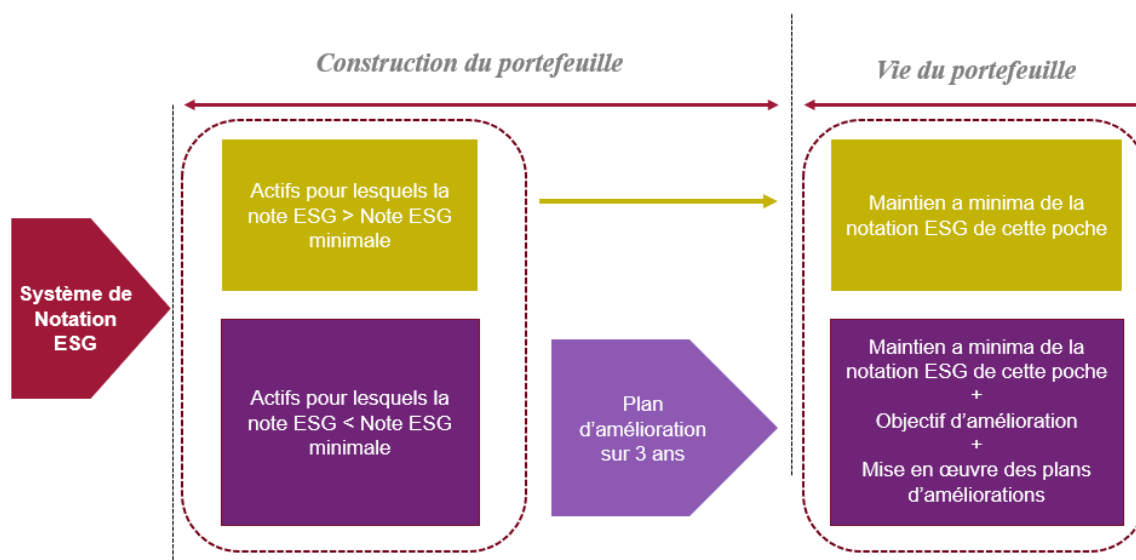 Construction du portefeuille
Vie du portefeuille
Système de
Notation
ESG
Actifs pour lesquels la
note ESG > Note ESG
minimale
Maintien a minima de la
notation ESG de cette poche
Actifs pour lesquels la
note ESG < Note ESG
minimale
Plan
d’amélioration
sur 3 ans
Maintien a minima de la
notation ESG de cette poche
+
Objectif d’amélioration
+
Mise en œuvre des plans
d’améliorations